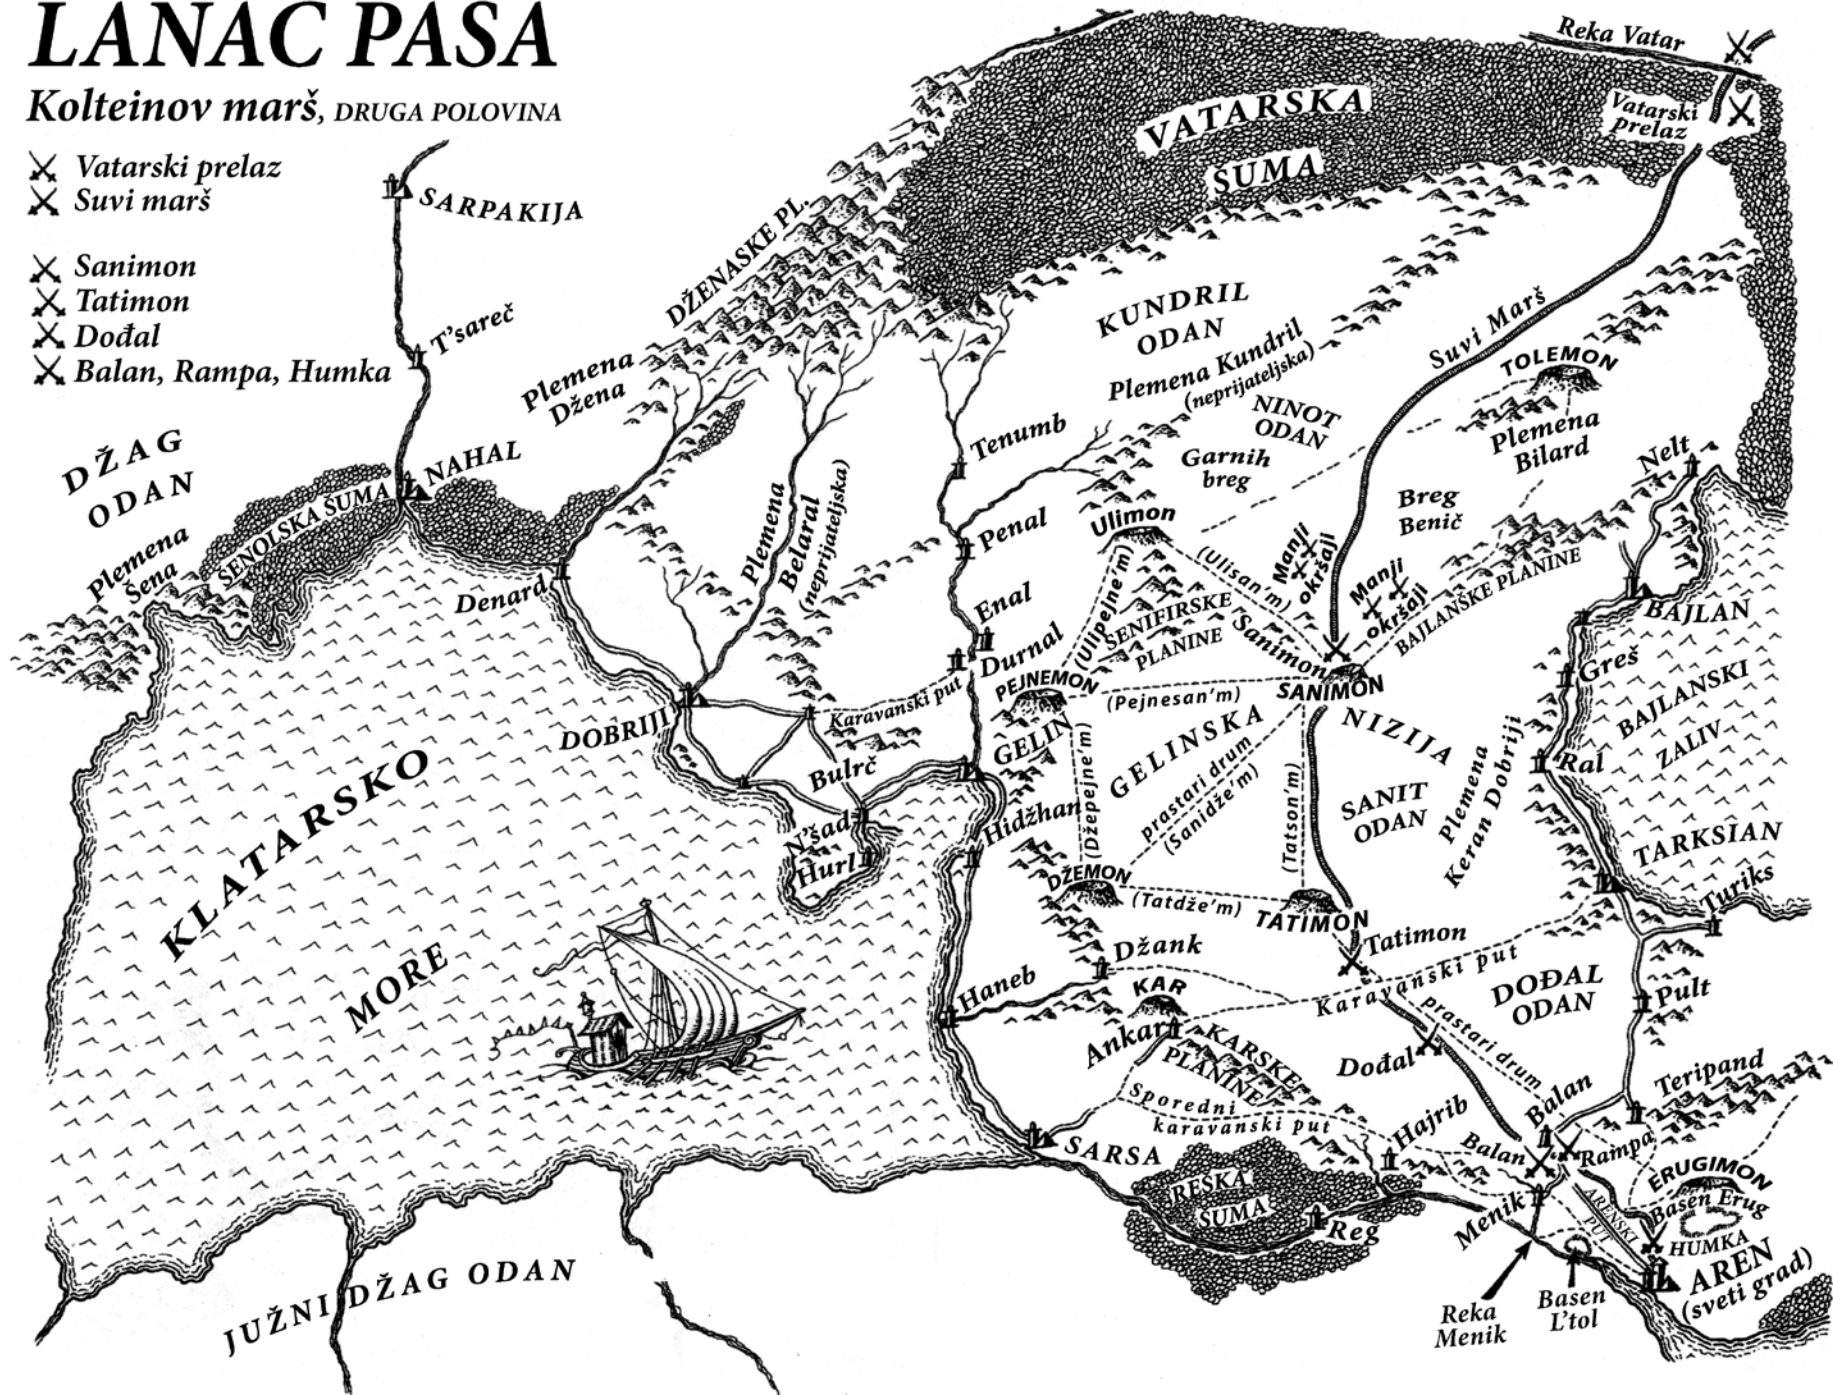 LANAC PASA
Kolteinov marš, DRUGA POLOVINA
Vatarski prelaz
Suvi marš
Sanimon
Tatimon
Dođal
Balan, Rampa, Humka
SARPAKIJA
T'sareč
NAHAL
DŽAG
ODAN
Plemena
Šena
ŠENOLSKA ŠUMA
Denard
Plemena
Džena
DŽENASKE PL.
VATARSKA
ŠUMA
Reka Vatar
Vatarski
prelaz
KUNDRIL
ODAN
Plemena Kundril
(neprijateljska)
Suvi Marš
TOLEMON
Plemena
Bilard
NINOT
ODAN
Garnih
breg
Breg
Benič
Nelt
Tenumb
Penal
Enal
Durnal
Plemena
Belaral
(neprijateljska)
Ulimon
(Ulisan'm)
(Ulipejne'm)
Manji
okršaji
Manji
okršaji
BAJLANSKE PLANINE
BAJLAN
SENIFIRSKE
PLANINE
Sanimon
SANIMON
PEJNEMON
(Pejnesan'm)
Karavanski put
DOBRIJI
Bulrč
N'šad
Hurl
GELIN
Hidžhan
GELINSKA
NIZIJA
prastari drum
(Sanidže'm)
(Džepejne'm)
(Tatson'm)
SANIT
ODAN
Plemena
Keran Dobriji
Greš
Ral
BAJLANSKI
ZALIV
TARKSIAN
Turiks
DŽEMON
(Tatdže'm)
TATIMON
Tatimon
Džank
Haneb
KAR
Ankar
KARSKE
PLANINE
Karavanski put
DOĐAL
ODAN
Pult
prastari drum
Dođal
Teripand
Balan
Rampa
Balan
Hajrib
Sporedni
karavanski put
SARSA
REŠKA
ŠUMA
Reg
Menik
ARENSKI
PUT
ERUGIMON
Basen Erug
HUMKA
AREN
(sveti grad)
Reka
Menik
Basen
L'tol
KLATARSKO
MORE
JUŽNI DŽAG ODAN